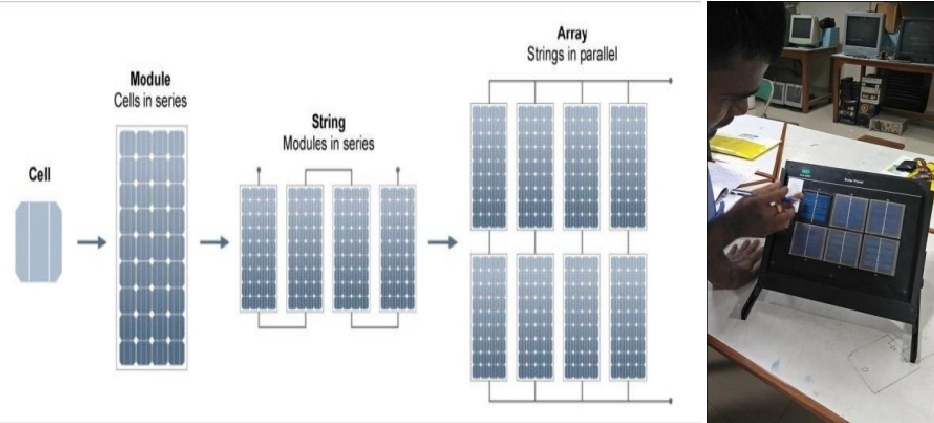 Cell
Module
Cells in series
String
Modules in series
Array
Strings in parallel